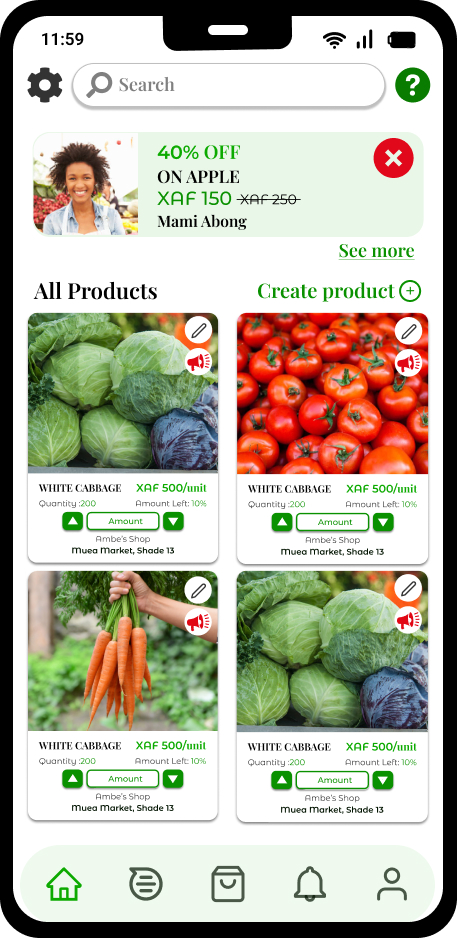 11:59
Search
?
40% OFF
ON APPLE
XAF 150 XAF 250
Mami Abong
See more
All Products
Create product +
WHITE CABBAGE XAF 500/unit
Quantity :200 Amount Left: 10%
Amount
Ambe's Shop
Muea Market, Shade 13
WHITE CABBAGE XAF 500/unit
Quantity :200 Amount Left: 10%
Amount
Ambe's Shop
Muea Market, Shade 13
WHITE CABBAGE XAF 500/unit
Quantity :200 Amount Left: 10%
Amount
Ambe's Shop
Muea Market, Shade 13
WHITE CABBAGE XAF 500/unit
Quantity :200 Amount Left: 10%
Amount
Ambe's Shop
Muea Market, Shade 13